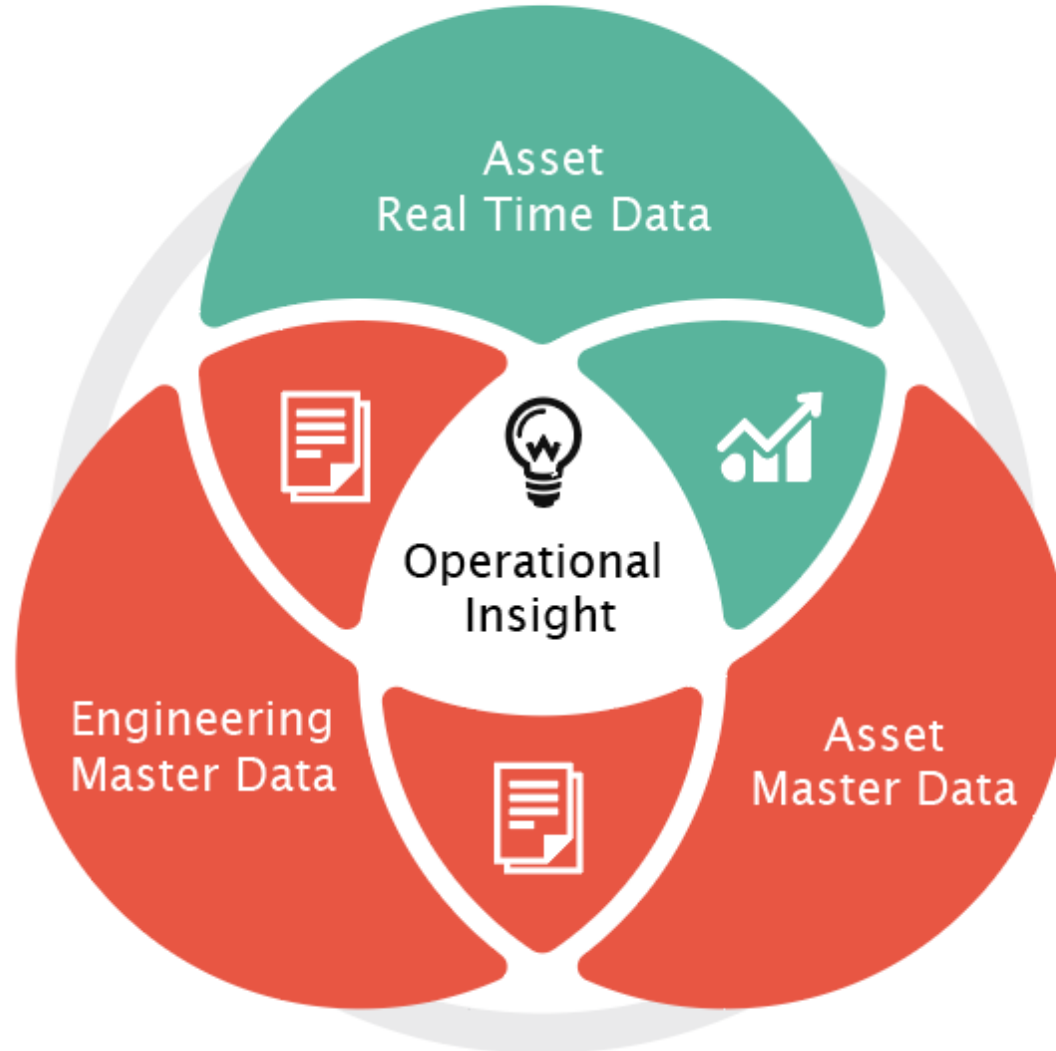 Asset
Real Time Data
Operational
Insight
Engineering
Master Data
Asset
Master Data